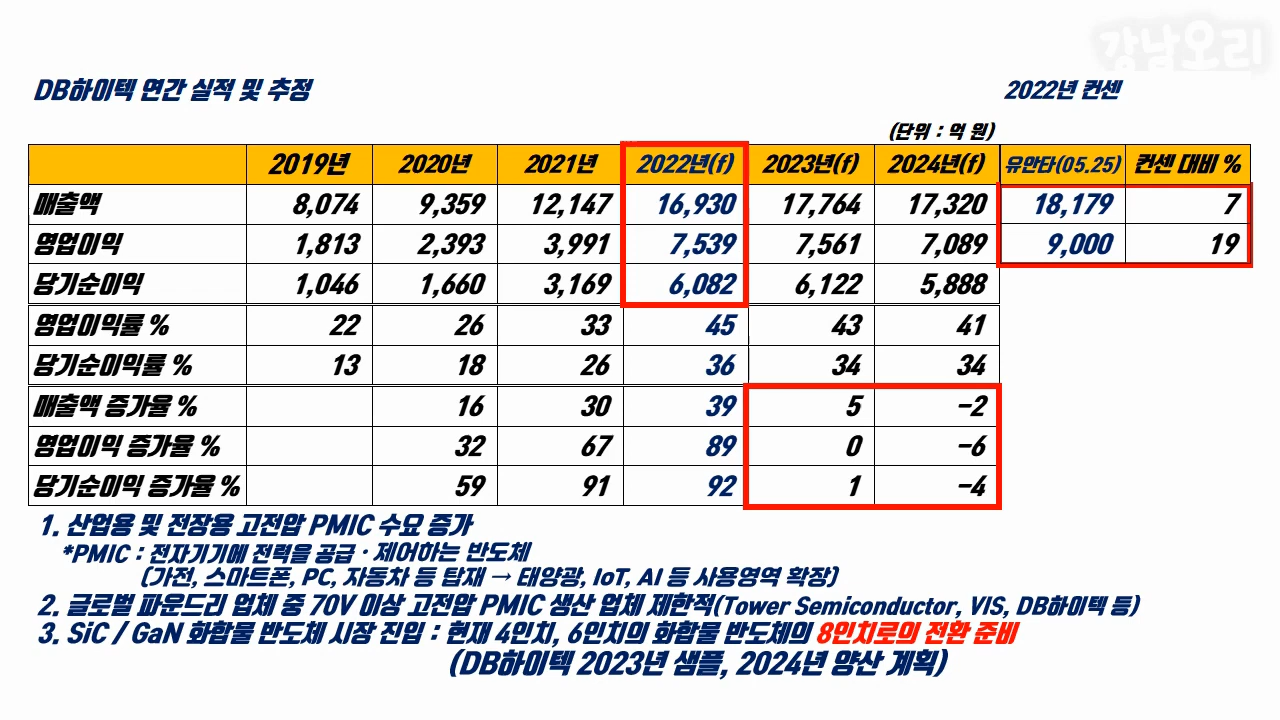 강남오리
DB하이텍 연간 실적 및 추정 2022년 컨센
(단위 : 억 원)
2019년 2020년 2021년 2022년(f) 2023년(f) 2024년(f) 유안타(05.25) 컨센 대비 %
매출액 8,074 9,359 12,147 16,930 17,764 17,320 18,179 7
영업이익 1,813 2,393 3,991 7,539 7,561 7,089 9,000 19
당기순이익 1,046 1,660 3,169 6,082 6,122 5,888
영업이익률 % 22 26 33 45 43 41
당기순이익률 % 13 18 26 36 34 34
매출액 증가율 % 16 30 39 5 -2
영업이익 증가율 % 32 67 89 0 -6
당기순이익 증가율 % 59 91 92 1 -4
1. 산업용 및 전장용 고전압 PMIC 수요 증가
*PMIC : 전자기기에 전력을 공급·제어하는 반도체
(가전, 스마트폰, PC, 자동차 등 탑재 → 태양광, IoT, AI 등 사용영역 확장)
2. 글로벌 파운드리 업체 중 70V 이상 고전압 PMIC 생산 업체 제한적(Tower Semiconductor, VIS, DB하이텍 등)
3. SiC / GaN 화합물 반도체 시장 진입 : 현재 4인치, 6인치의 화합물 반도체의 8인치로의 전환 준비
(DB하이텍 2023년 샘플, 2024년 양산 계획)